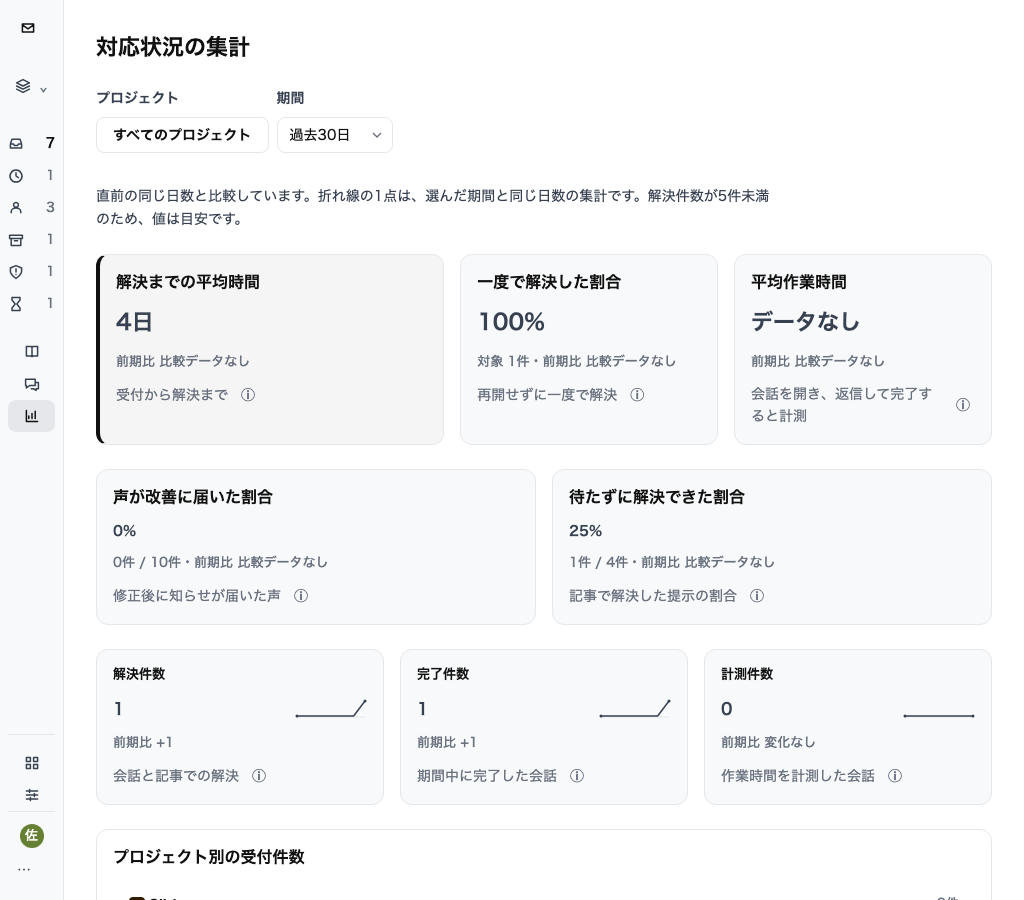 対応状況の集計
プロジェクト
期間
すべてのプロジェクト
過去30日
7
1
3
1
1
1
直前の同じ日数と比較しています。折れ線の1点は、選んだ期間と同じ日数の集計です。解決件数が5件未満
のため、値は目安です。
解決までの平均時間
4日
前期比 比較データなし
受付から解決まで
一度で解決した割合
100%
対象 1件・前期比 比較データなし
再開せずに一度で解決
平均作業時間
データなし
前期比 比較データなし
会話を開き、返信して完了す
ると計測
声が改善に届いた割合
0%
0件 / 10件・前期比 比較データなし
修正後に知らせが届いた声
待たずに解決できた割合
25%
1件 / 4件・前期比 比較データなし
記事で解決した提示の割合
解決件数
1
前期比 +1
会話と記事での解決
完了件数
1
前期比 +1
期間中に完了した会話
計測件数
0
前期比 変化なし
作業時間を計測した会話
プロジェクト別の受付件数
佐